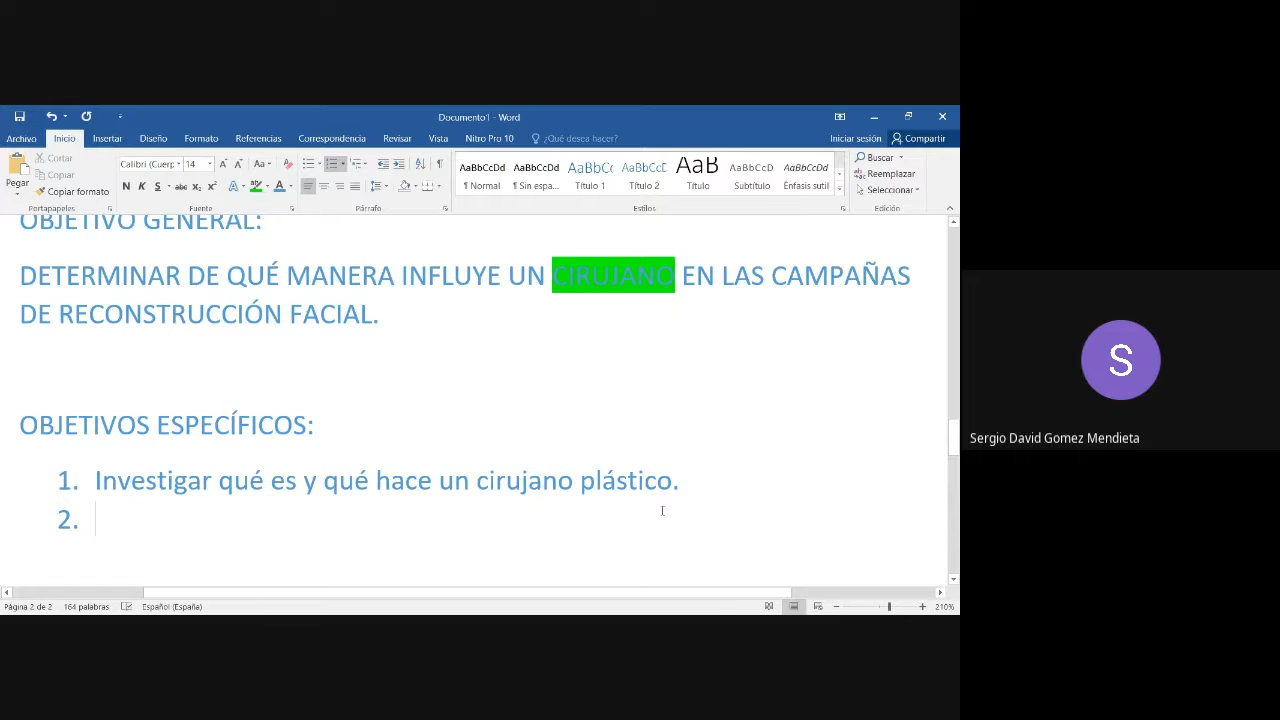 Documento1 - Word
Archivo Inicio Insertar Diseño Formato Referencias Correspondencia Revisar Vista Nitro Pro 10 ¿Qué desea hacer? Iniciar sesión Compartir
Cortar
Copiar
Copiar formato
Pegar
Portapapeles
Calibri (Cuerp 14
N K S abc x₂ x²
Fuente
Párrafo
AaBbCcDd AaBbCcDd AaBbCc AaBbCcC AaB AaBbCcD AaBbCcDd
¶ Normal ¶ Sin espa... Título 1 Título 2 Título Subtítulo Énfasis sutil
Estilos
Buscar
Reemplazar
Seleccionar
Edición
OBJETIVO GENERAL:
DETERMINAR DE QUÉ MANERA INFLUYE UN CIRUJANO EN LAS CAMPAÑAS
DE RECONSTRUCCIÓN FACIAL.
OBJETIVOS ESPECÍFICOS:
1. Investigar qué es y qué hace un cirujano plástico.
2.
Página 2 de 2 164 palabras Español (España) 210%
S
Sergio David Gomez Mendieta